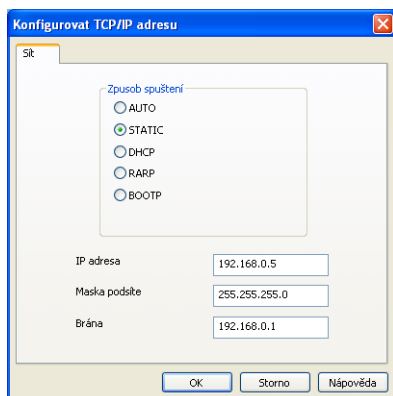 Konfigurovat TCP/IP adresu
Sít
Zpusob spuštení
AUTO
STATIC
DHCP
RARP
BOOTP
IP adresa 192.168.0.5
Maska podsíte 255.255.255.0
Brána 192.168.0.1
OK Storno Nápověda